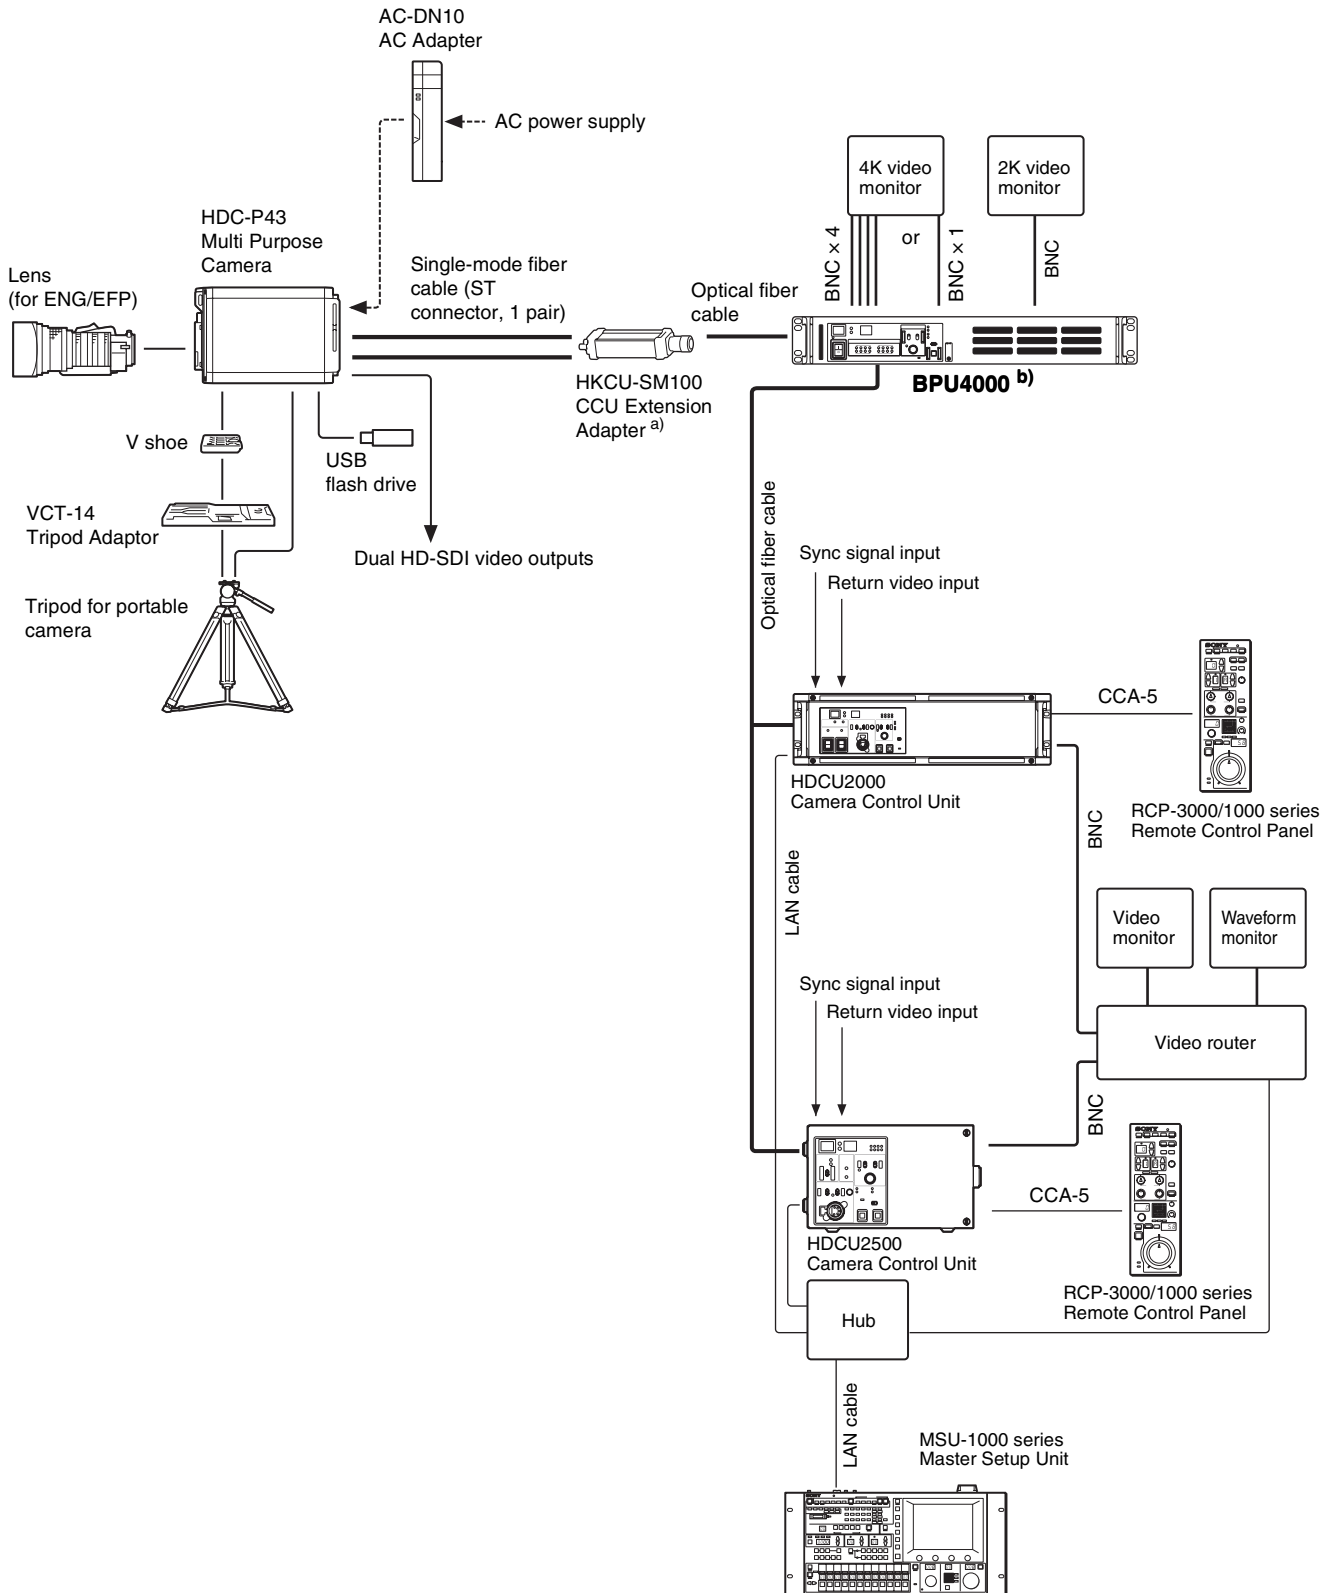 AC-DN10
AC Adapter
AC power supply
HDC-P43
Multi Purpose
Camera
Lens
(for ENG/EFP)
Single-mode fiber
cable (ST
connector, 1 pair)
Optical fiber
cable
4K video
monitor
2K video
monitor
BNC × 4
or
BNC × 1
BNC
HKCU-SM100
CCU Extension
Adapter a)
BPU4000 b)
V shoe
USB
flash drive
VCT-14
Tripod Adaptor
Dual HD-SDI video outputs
Tripod for portable
camera
Optical fiber cable
Sync signal input
Return video input
SONY
CCA-5
HDCU2000
Camera Control Unit
RCP-3000/1000 series
Remote Control Panel
BNC
LAN cable
Video
monitor
Waveform
monitor
Sync signal input
Return video input
Video router
BNC
SONY
CCA-5
HDCU2500
Camera Control Unit
RCP-3000/1000 series
Remote Control Panel
Hub
LAN cable
MSU-1000 series
Master Setup Unit
SONY